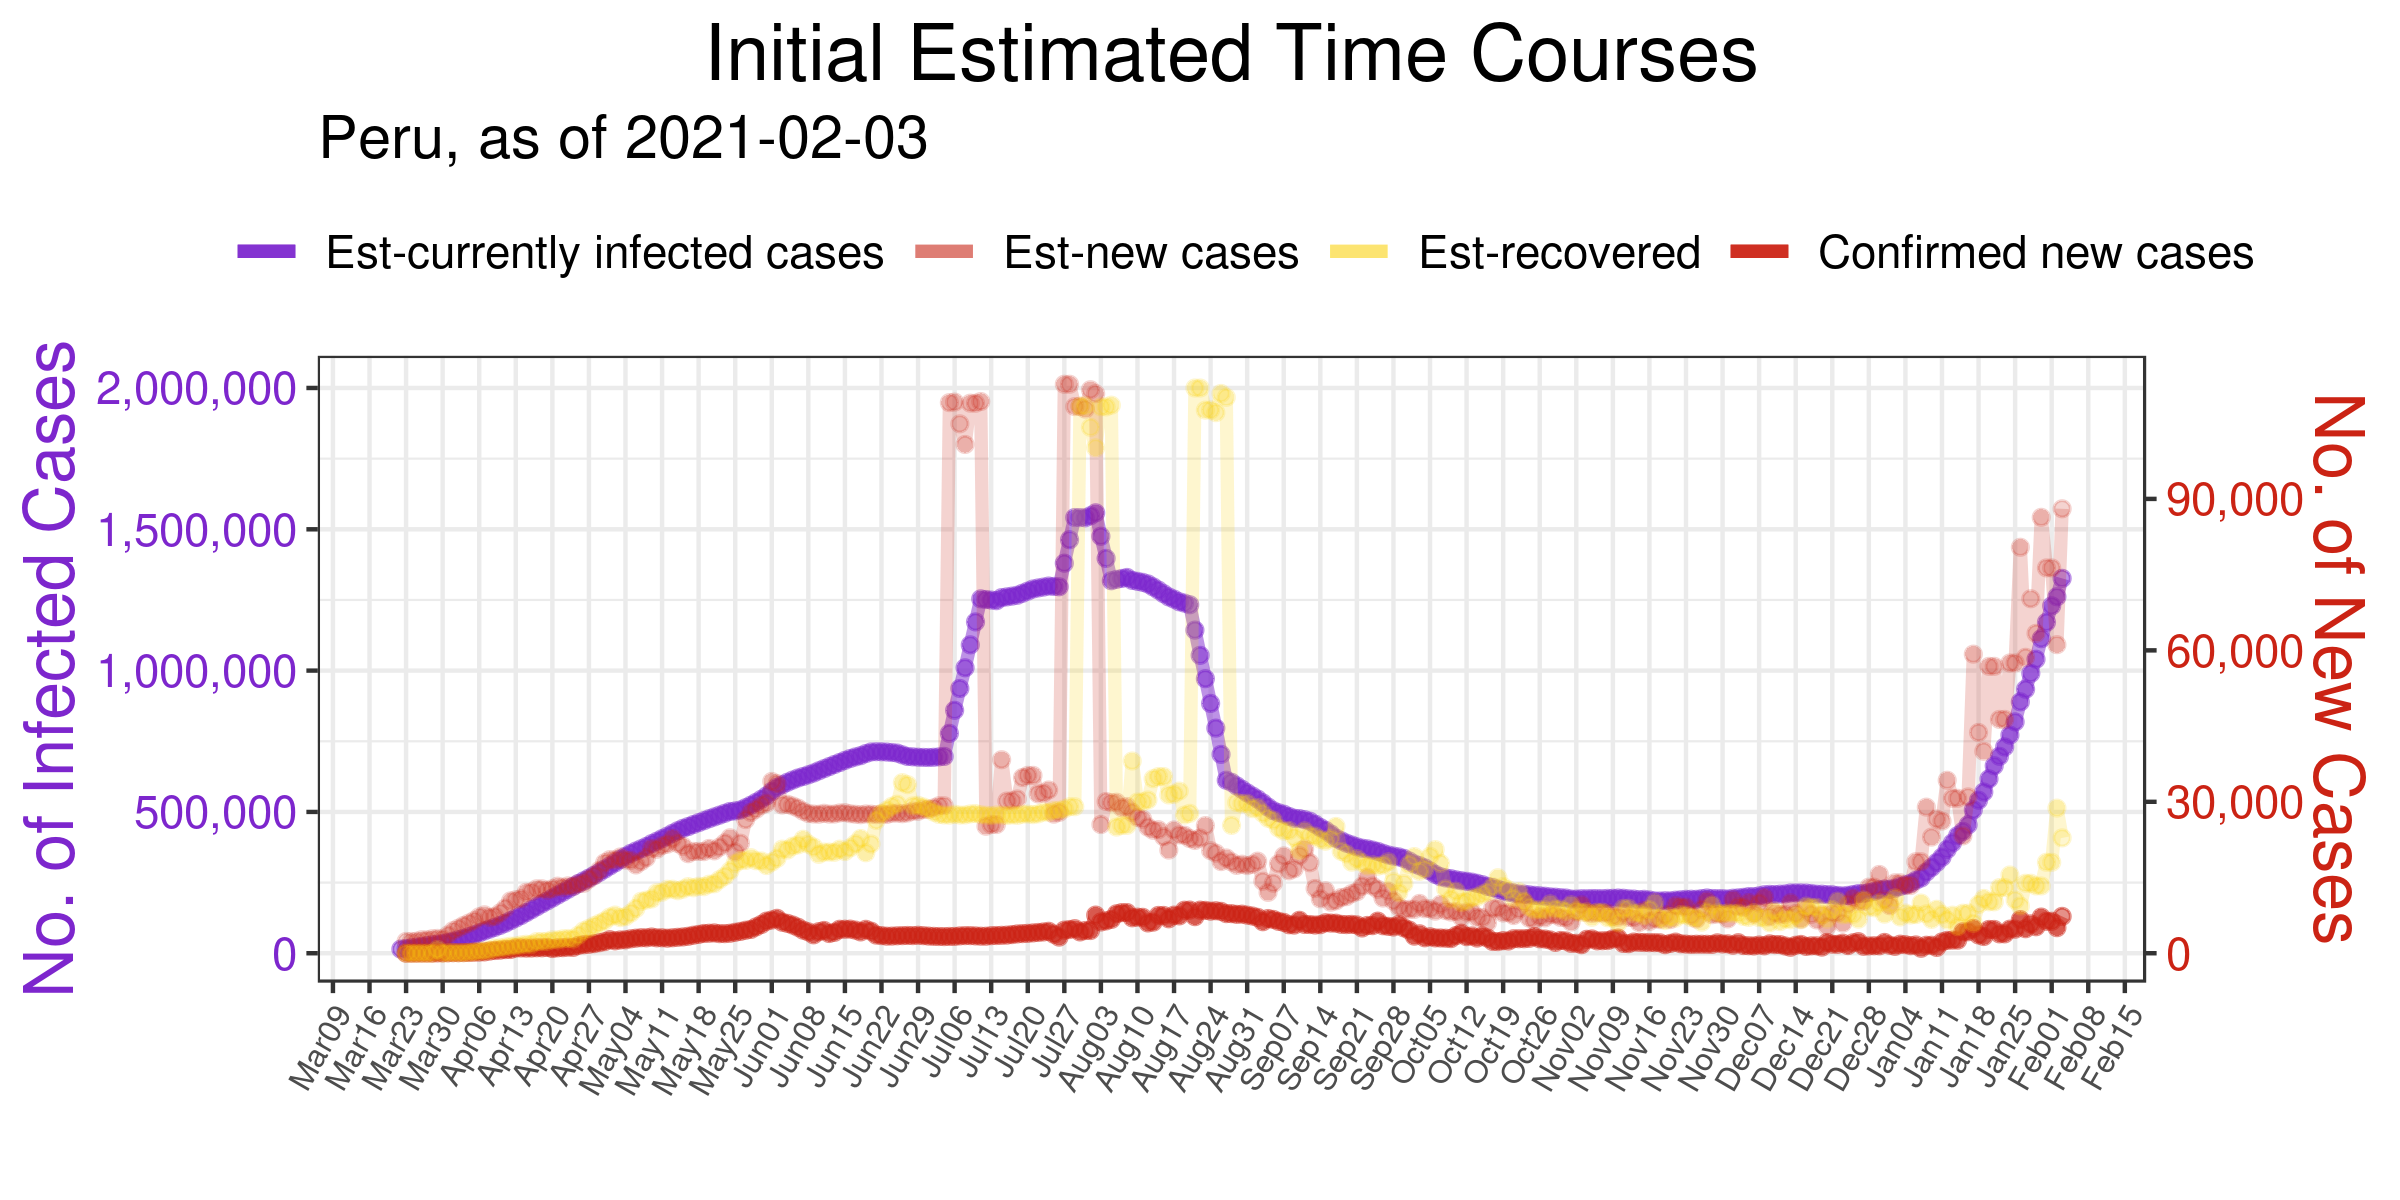 Initial Estimated Time Courses
Peru, as of 2021-02-03
Est-currently infected cases Est-new cases Est-recovered Confirmed new cases
No. of Infected Cases
2,000,000
1,500,000
1,000,000
500,000
0
90,000
60,000
30,000
0
No. of New Cases
Mar09 Mar16 Mar23 Mar30 Apr06 Apr13 Apr20 Apr27 May04 May11 May18 May25 Jun01 Jun08 Jun15 Jun22 Jun29 Jul06 Jul13 Jul20 Jul27 Aug03 Aug10 Aug17 Aug24 Aug31 Sep07 Sep14 Sep21 Sep28 Oct05 Oct12 Oct19 Oct26 Nov02 Nov09 Nov16 Nov23 Nov30 Dec07 Dec14 Dec21 Dec28 Jan04 Jan11 Jan18 Jan25 Feb01 Feb08 Feb15